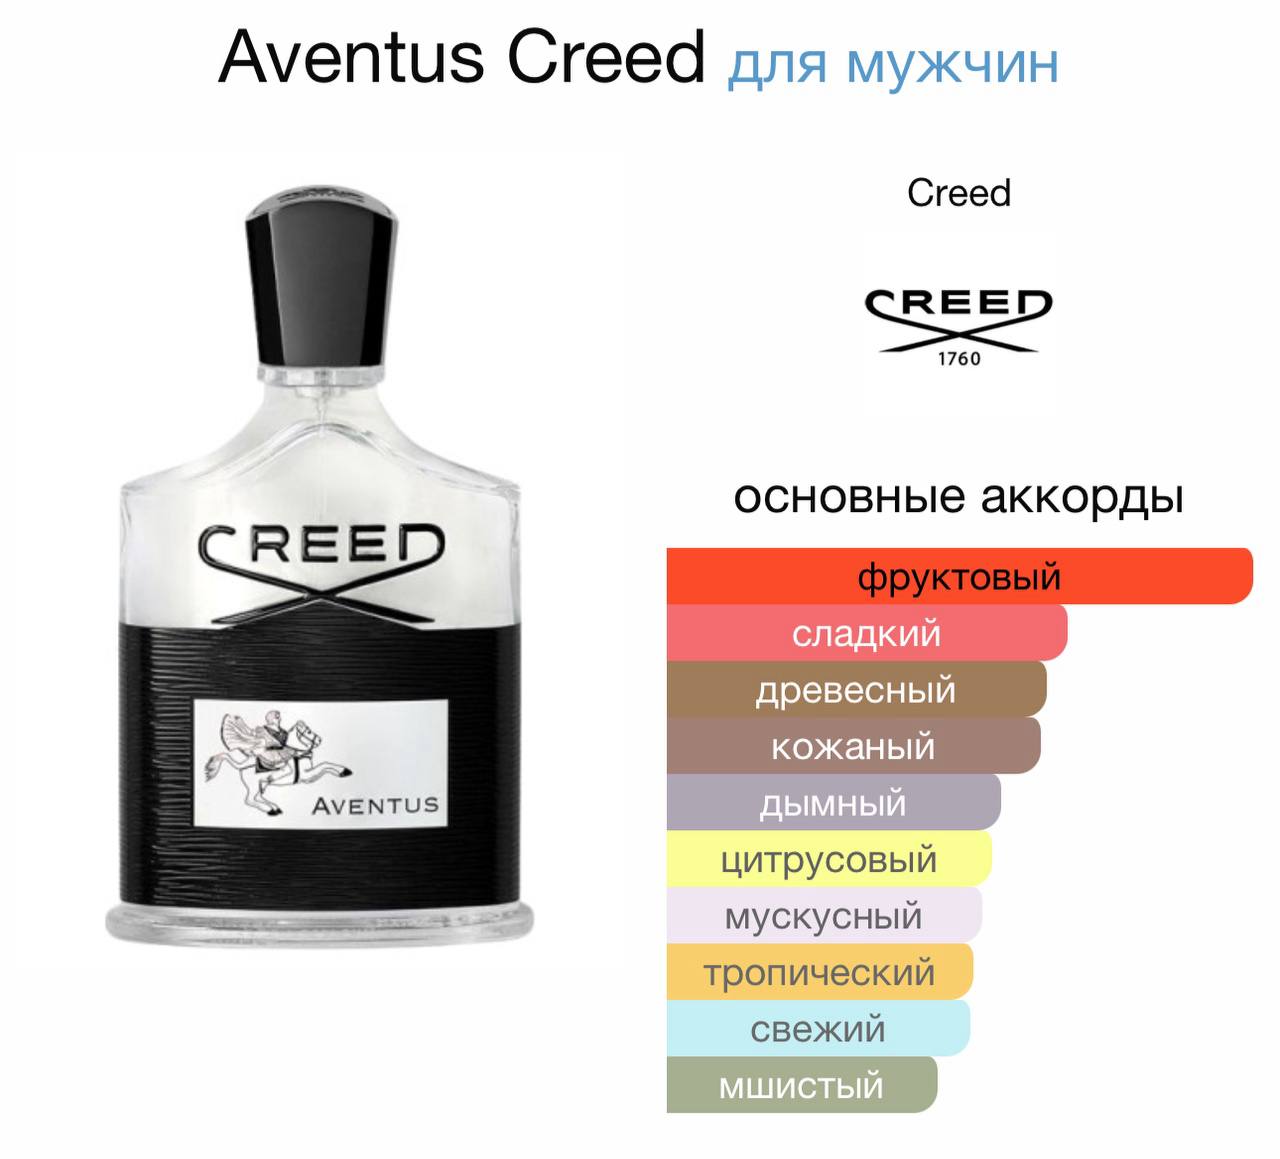 Aventus Creed для мужчин
Creed
CREED
1760
CREED
AVENTUS
основные аккорды
фруктовый
сладкий
древесный
кожаный
дымный
цитрусовый
мускусный
тропический
свежий
мшистый